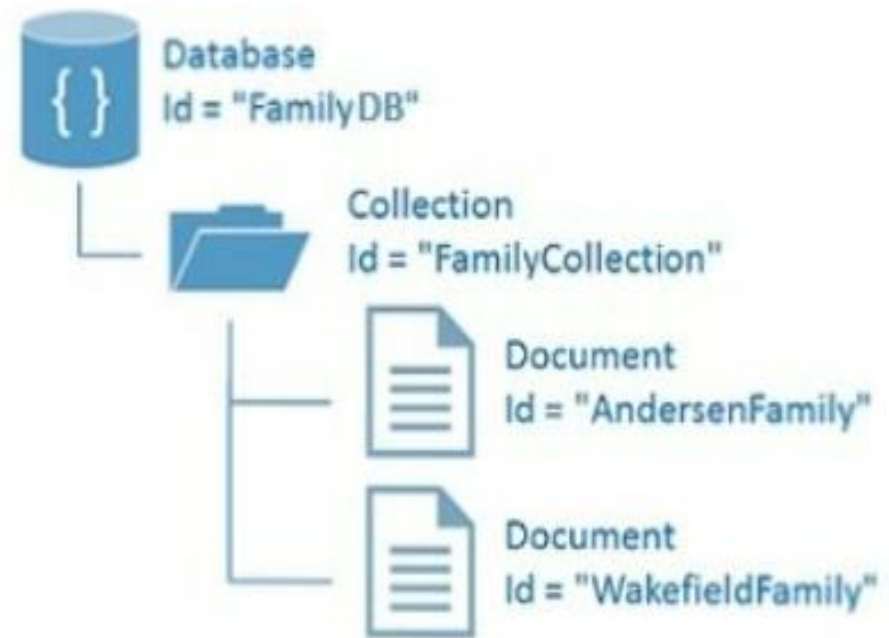 { }
Database
Id = "FamilyDB"
Collection
Id = "FamilyCollection"
Document
Id = "AndersenFamily"
Document
Id = "WakefieldFamily"